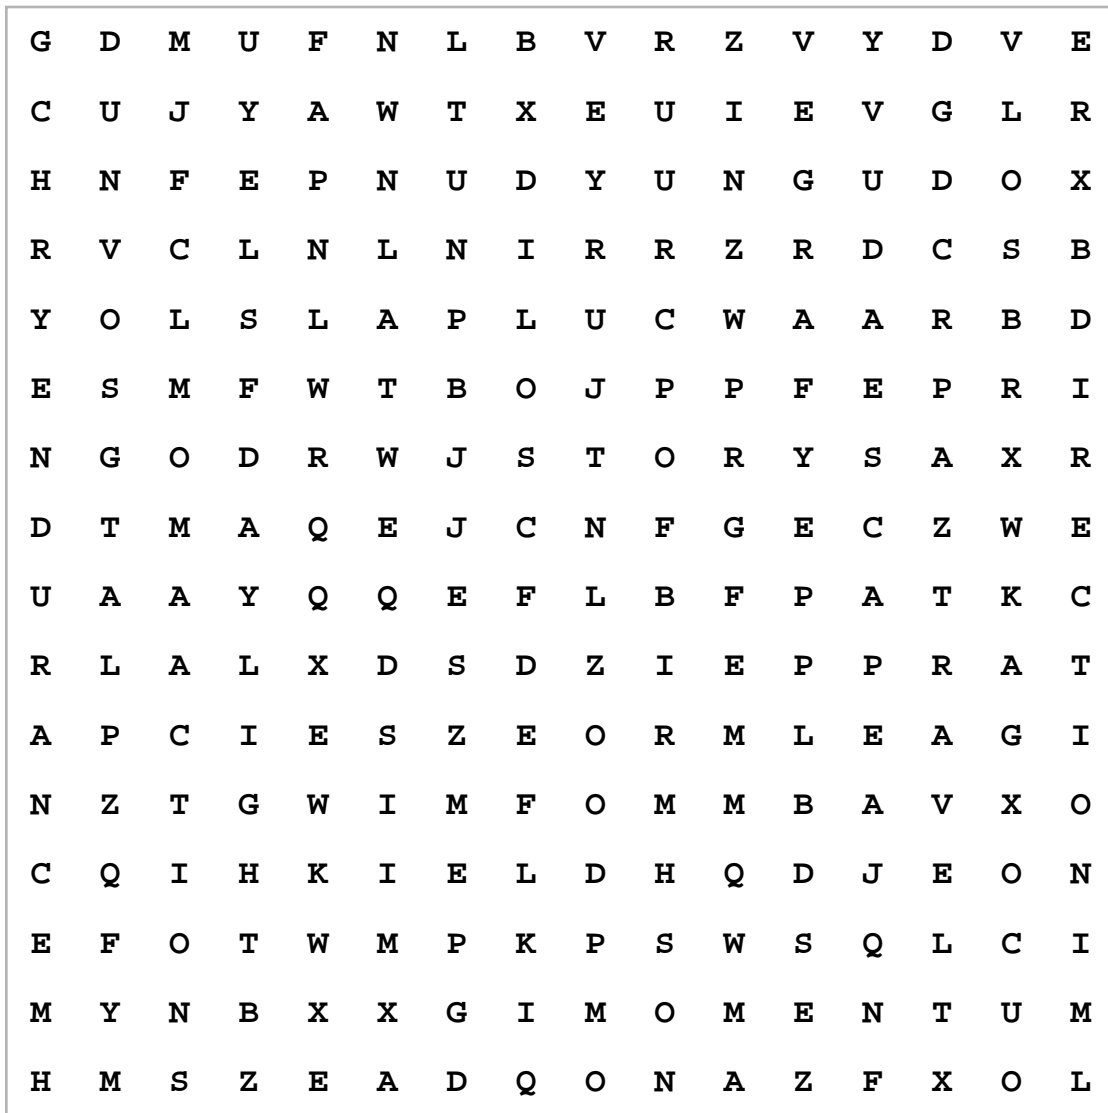 G D M U F N L B V R Z V Y D V E
C U J Y A W T X E U I E V G L R
H N F E P N U D Y U N G U D O X
R V C L N L N I R R Z R D C S B
Y O L S L A P L U C W A A R B D
E S M F W T B O J P P F E P R I
N G O D R W J S T O R Y S A X R
D T M A Q E J C N F G E C Z W E
U A A Y Q Q E F L B F P A T K C
R L A L X D S D Z I E P P R A T
A P C I E S Z E O R M L E A G I
N Z T G W I M F O M M B A V X O
C Q I H K I E L D H Q D J E O N
E F O T W M P K P S W S Q L C I
M Y N B X X G I M O M E N T U M
H M S Z E A D Q O N A Z F X O L